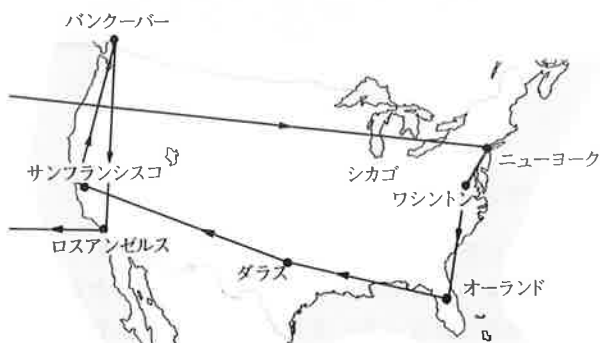 バンクーバー
ニューヨーク
シカゴ
サンフランシスコ
ワシントン
ロスアンゼルス
ダラス
オーランド